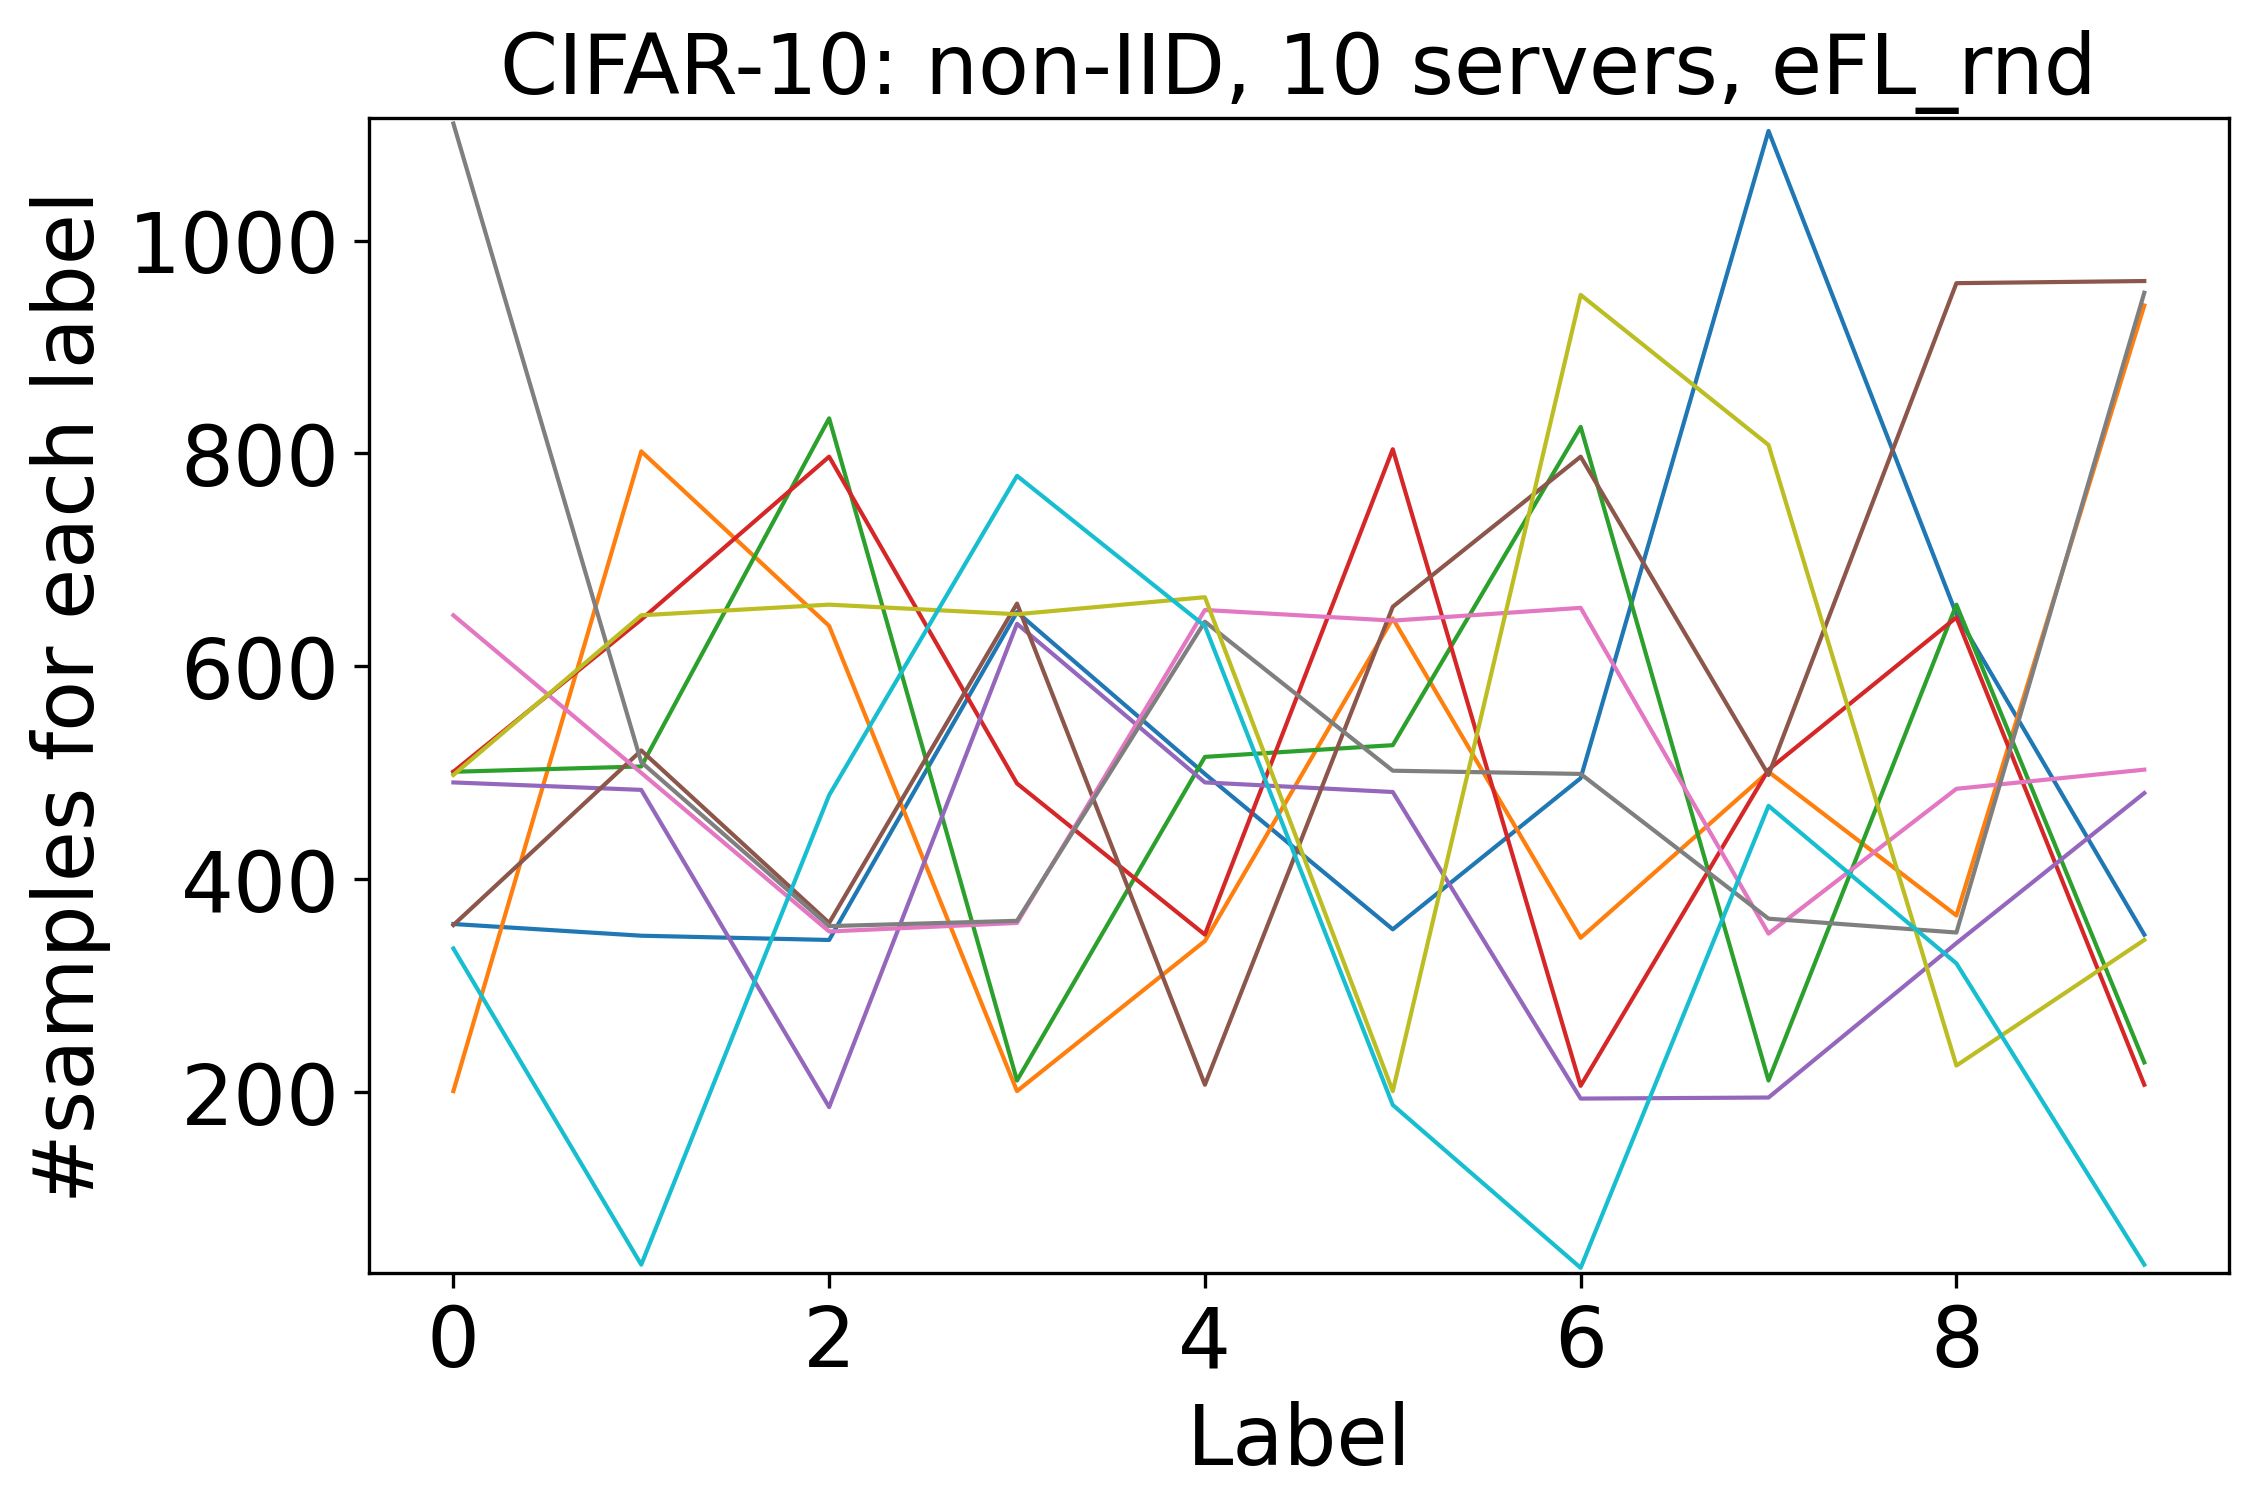 CIFAR-10: non-IID, 10 servers, eFL_rnd
#samples for each label
1000
800
600
400
200
0 2 4 6 8
Label